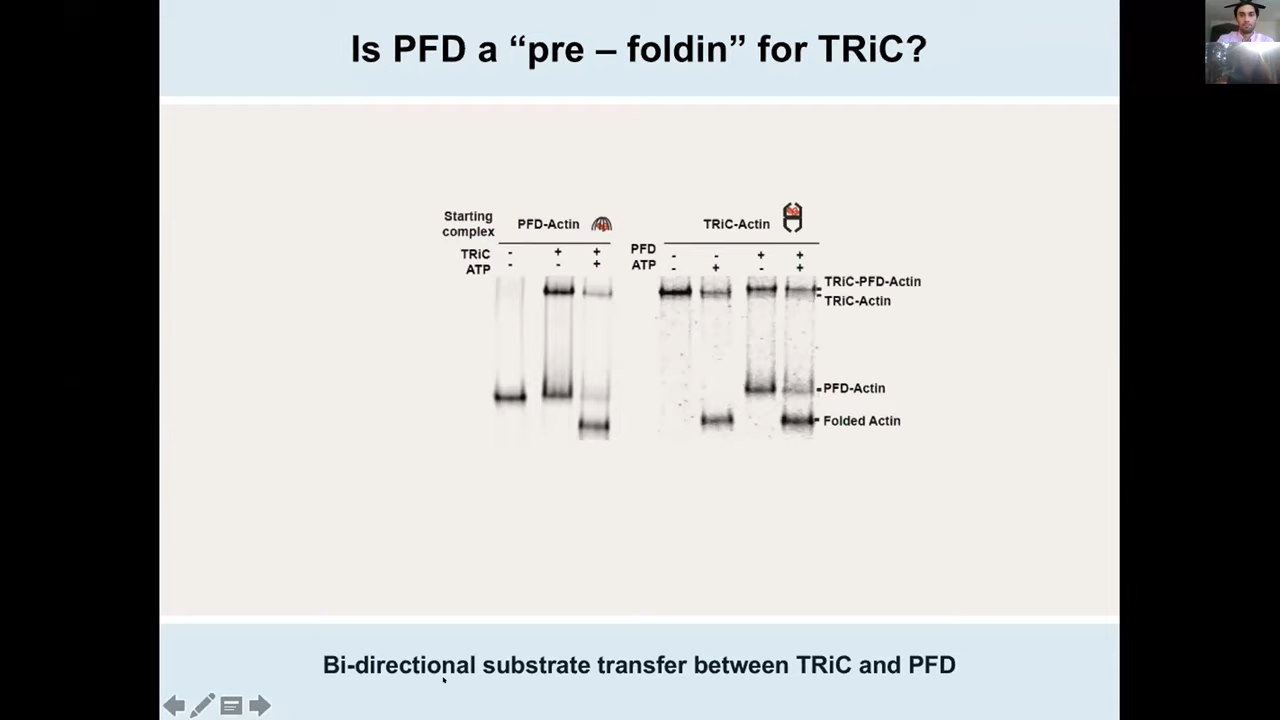 Is PFD a “pre – foldin” for TRiC?
Starting
complex
PFD-Actin
TRiC - + +
ATP - - +
TRiC-Actin
PFD - - + +
ATP - + - +
TRiC-PFD-Actin
TRiC-Actin
PFD-Actin
Folded Actin
Bi-directional substrate transfer between TRiC and PFD